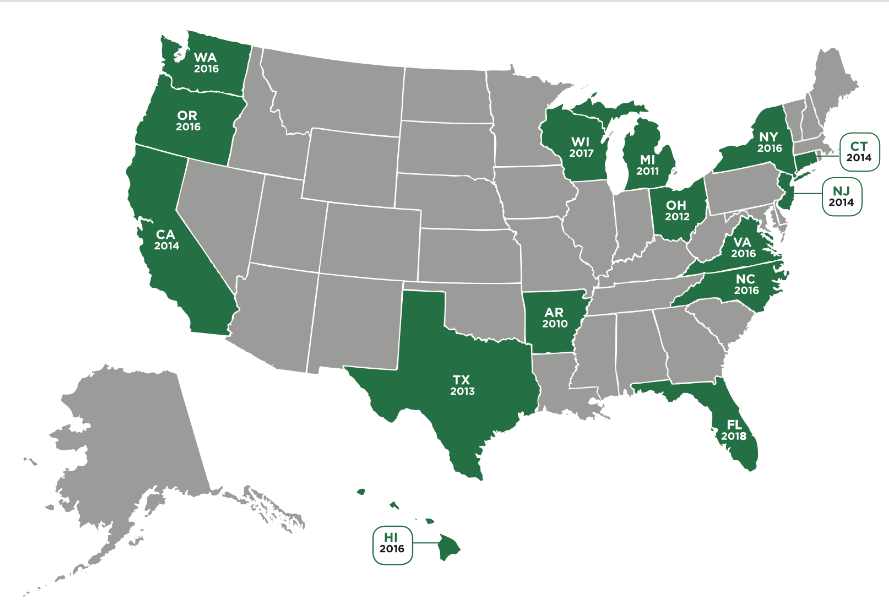 WA
2016
OR
2016
CA
2014
TX
2013
AR
2010
WI
2017
MI
2011
OH
2012
NY
2016
CT
2014
NJ
2014
VA
2016
NC
2016
FL
2018
HI
2016